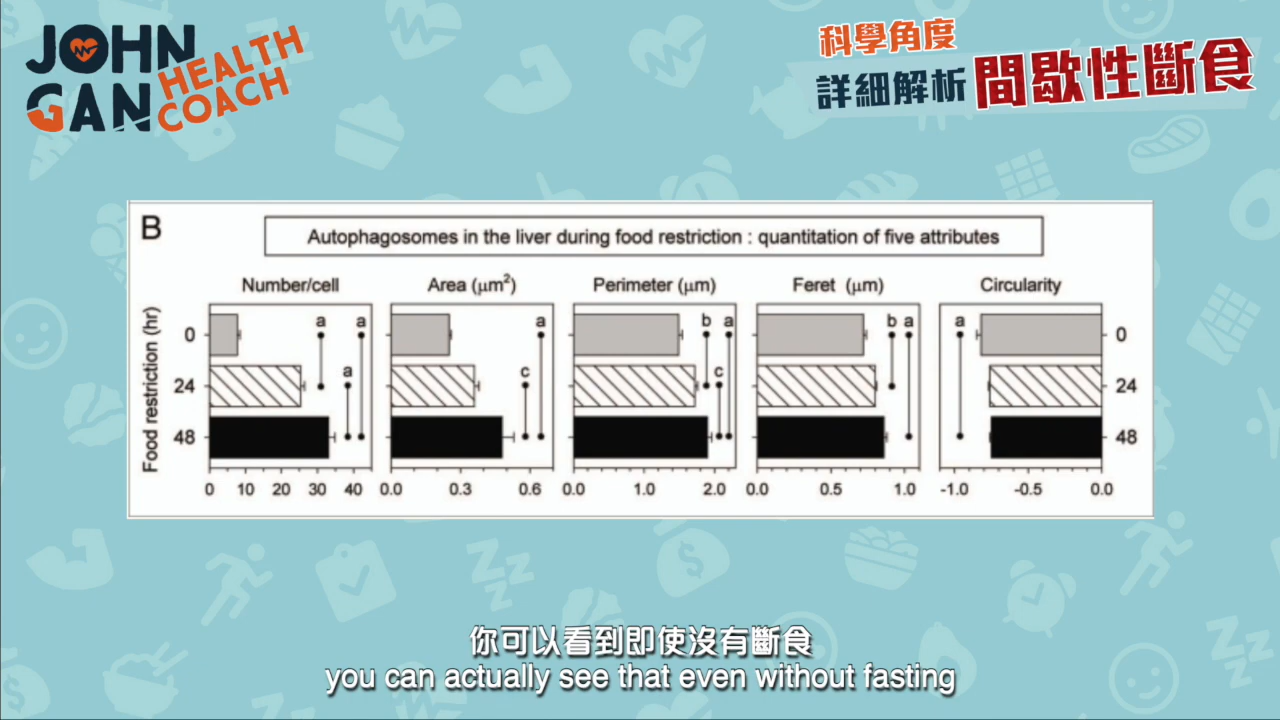 JOHN
GAN
HEALTH
COACH
科學角度
詳細解析 間歇性斷食
B
Autophagosomes in the liver during food restriction : quantitation of five attributes
Number/cell
Area (μm²)
Perimeter (μm)
Feret (μm)
Circularity
Food restriction (hr)
0
24
48
a a
a
a
c
b a
c
b a
a
0
24
48
0 10 20 30 40
0.0 0.3 0.6
0.0 1.0 2.0
0.0 0.5 1.0
-1.0 -0.5 0.0
你可以看到即使沒有斷食
you can actually see that even without fasting